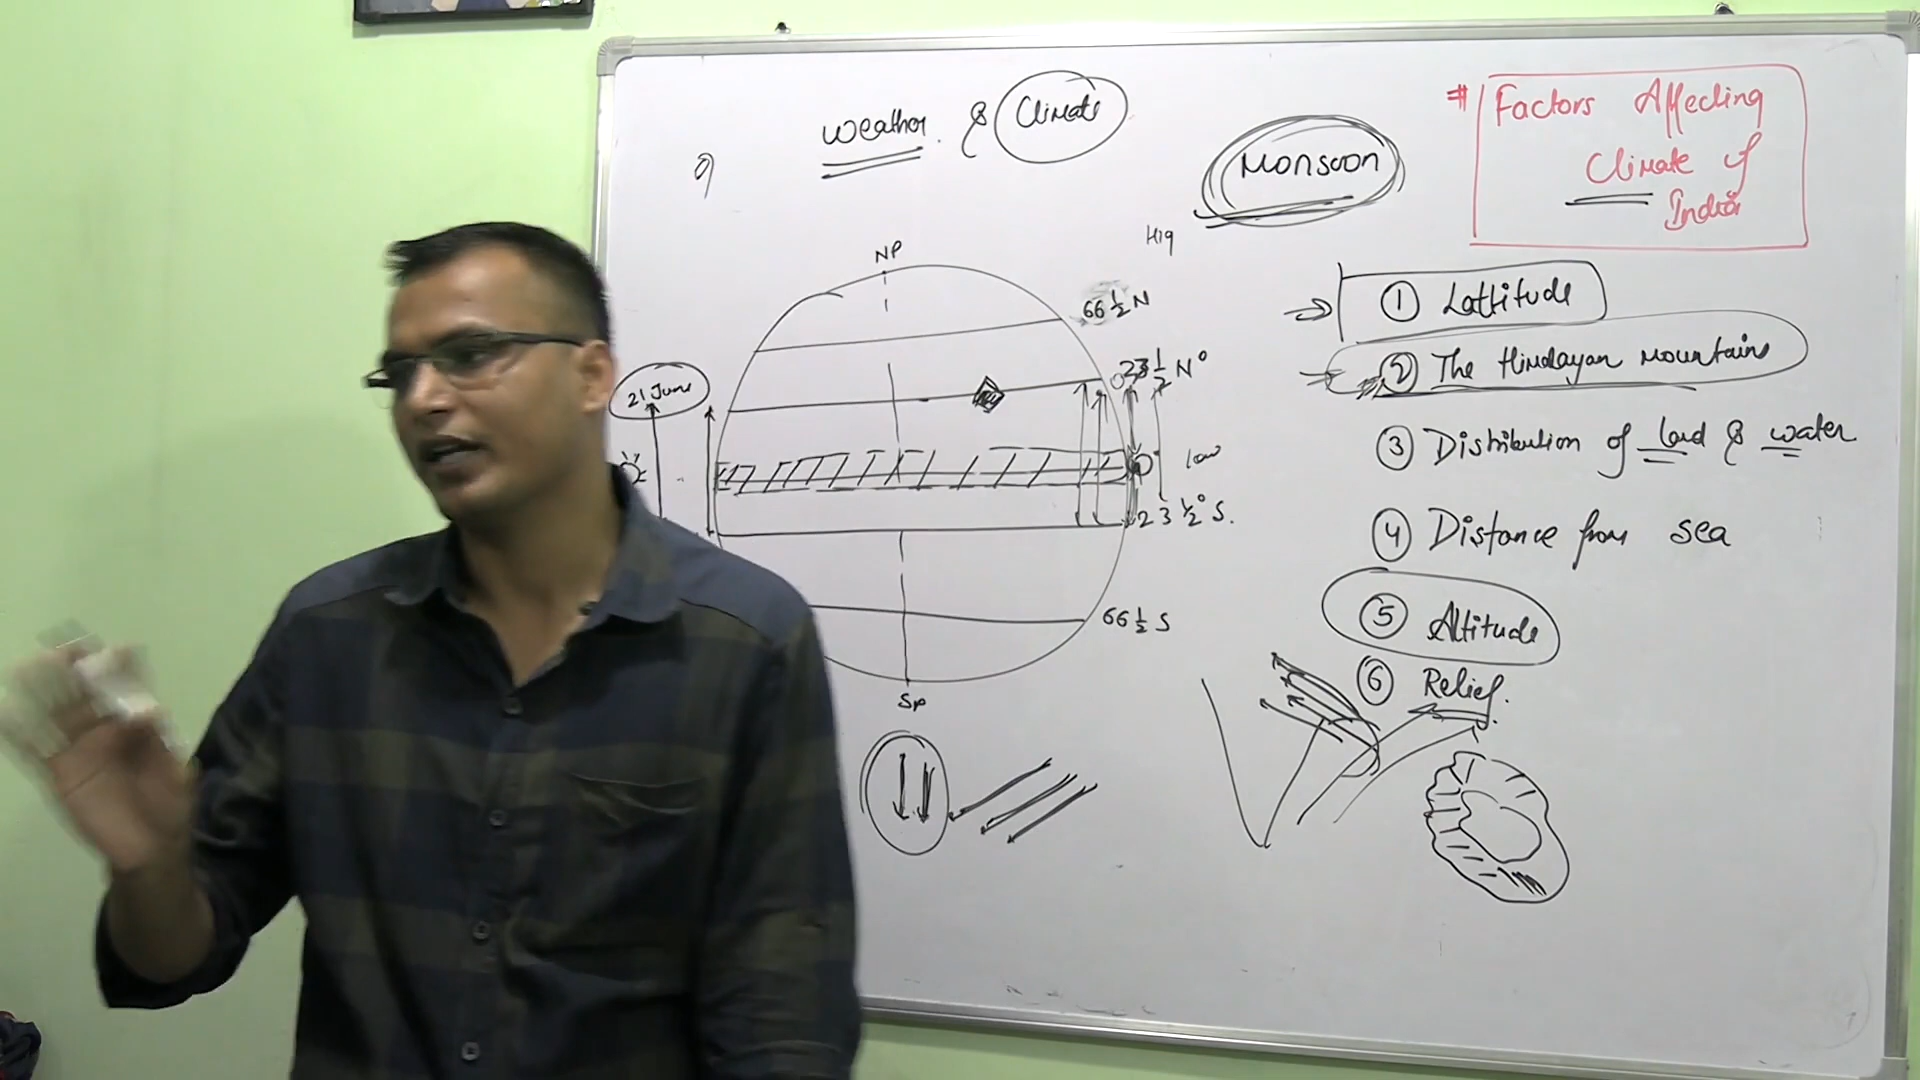 Weather & Climate
Monsoon
# Factors Affecting
Climate of
India
Hig
NP
66 1/2 N
23 1/2 N°
21 June
low
23 1/2° S.
66 1/2 S
SP
① Lattitude
② The Himalayan Mountains
③ Distribution of land & water
④ Distance from sea
⑤ Altitude
⑥ Relief.